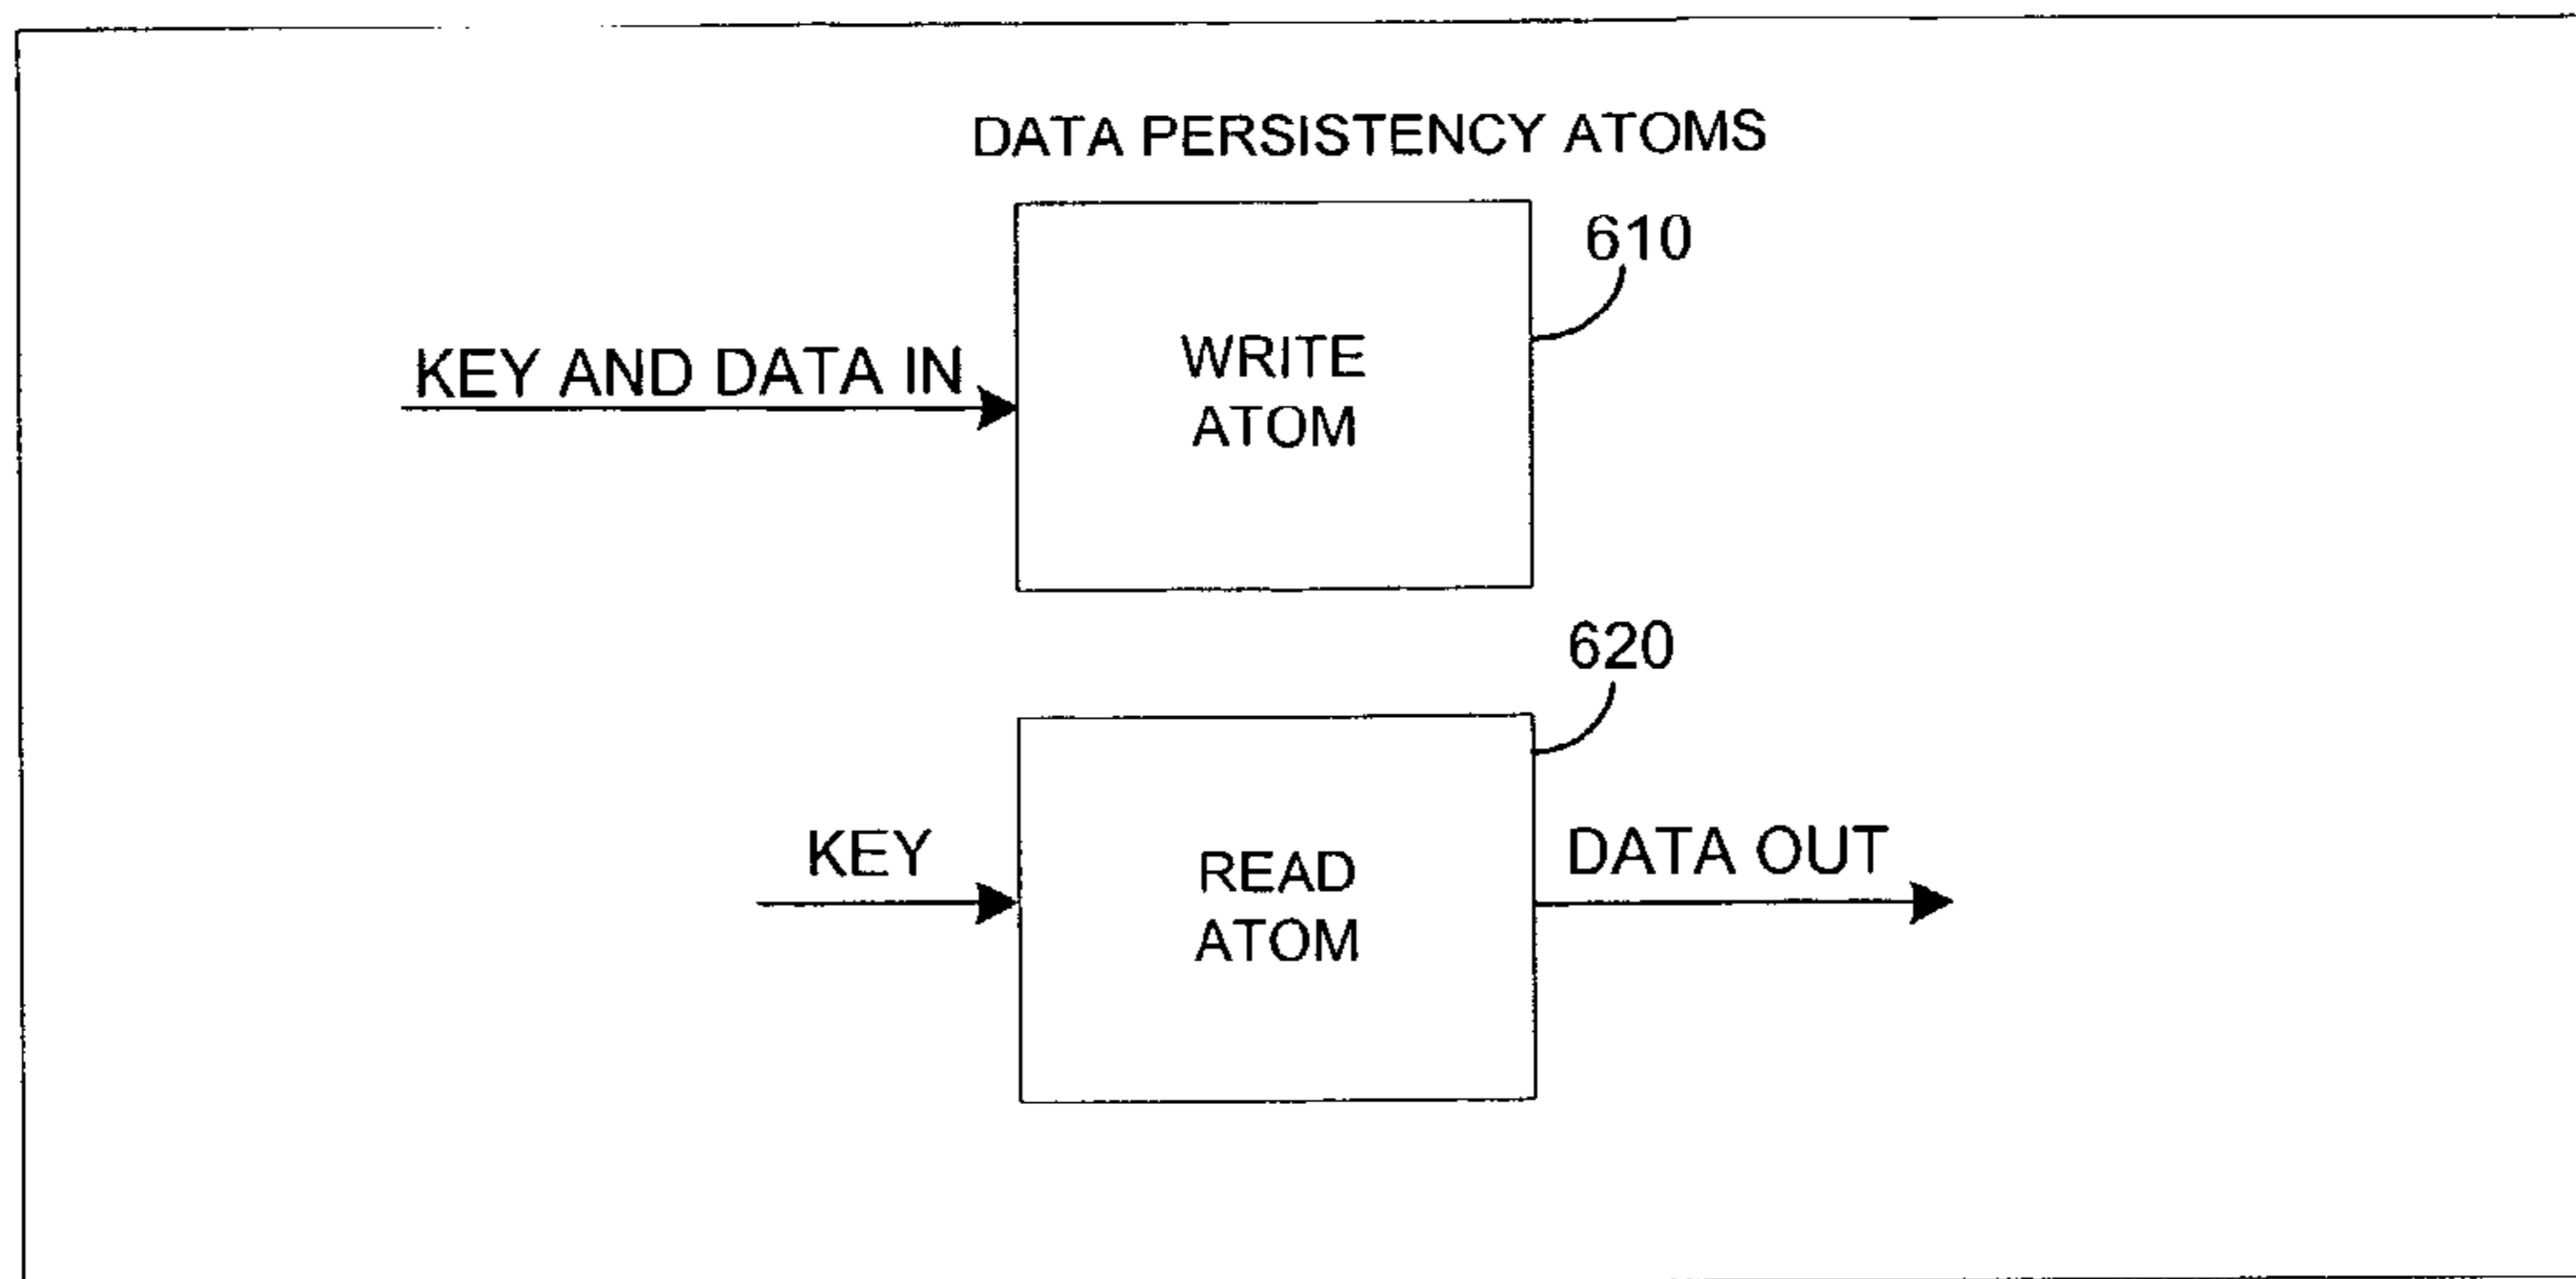 DATA PERSISTENCY ATOMS
610
KEY AND DATA IN
WRITE
ATOM
620
KEY
READ
ATOM
DATA OUT